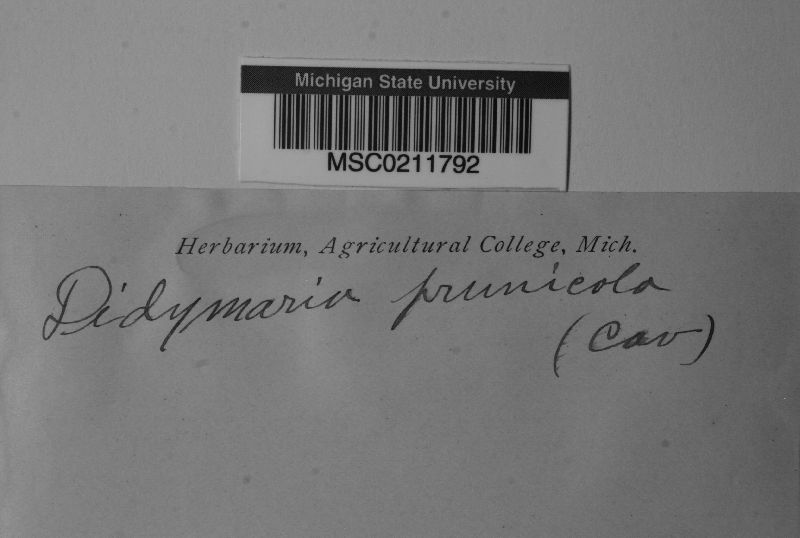 Michigan State University
MSC0211792
Herbarium, Agricultural College, Mich.
Didymaria prunicola
(Cav)